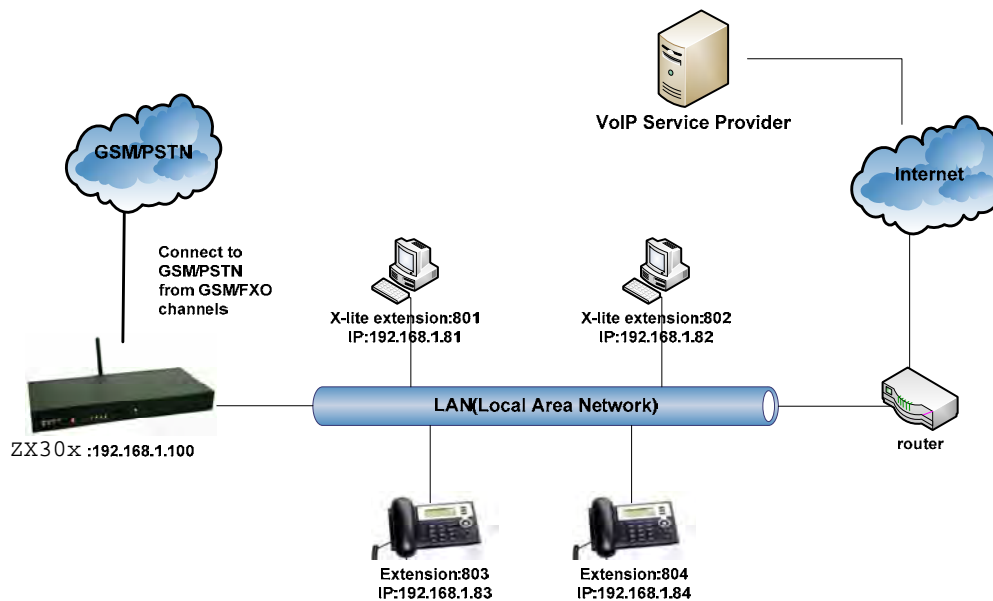 VoIP Service Provider
GSM/PSTN
Internet
Connect to
GSM/PSTN
from GSM/FXO
channels
X-lite extension:801
IP:192.168.1.81
X-lite extension:802
IP:192.168.1.82
LAN(Local Area Network)
ZX30x :192.168.1.100
router
Extension:803
IP:192.168.1.83
Extension:804
IP:192.168.1.84